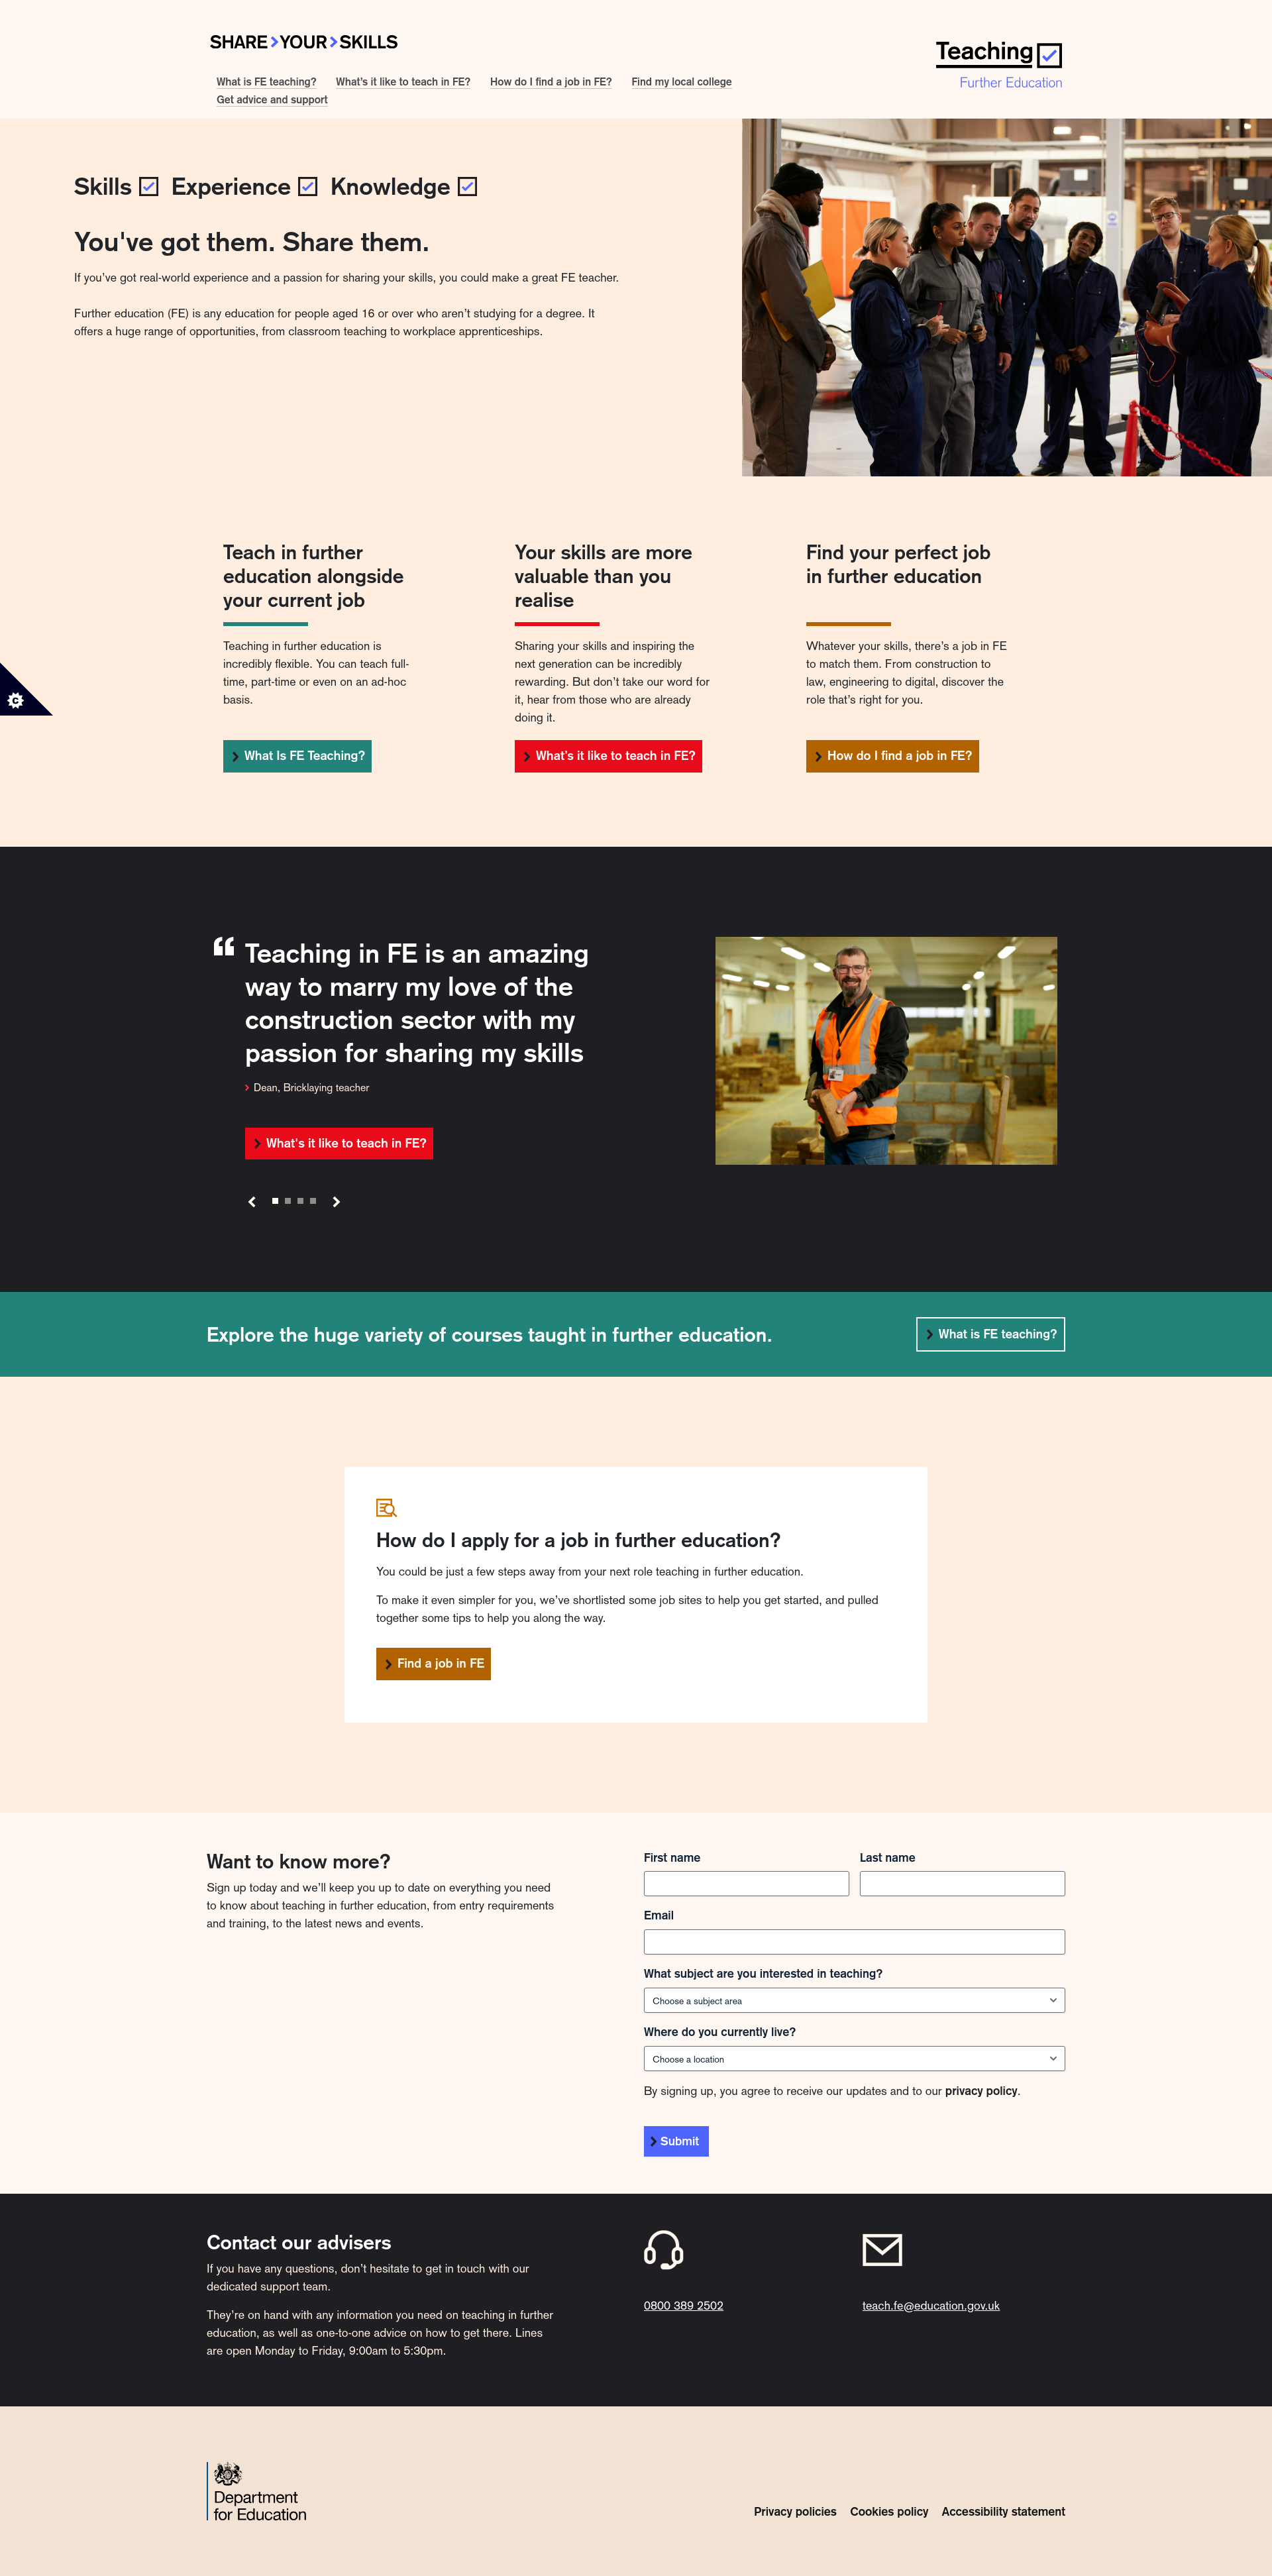 SHARE YOUR SKILLS
What is FE teaching? What's it like to teach in FE? How do I find a job in FE? Find my local college
Get advice and support
Teaching
Further Education
Skills Experience Knowledge
You've got them. Share them.
If you've got real-world experience and a passion for sharing your skills, you could make a great FE teacher.
Further education (FE) is any education for people aged 16 or over who aren't studying for a degree. It
offers a huge range of opportunities, from classroom teaching to workplace apprenticeships.
Teach in further
education alongside
your current job
Teaching in further education is
incredibly flexible. You can teach full-
time, part-time or even on an ad-hoc
basis.
What Is FE Teaching?
Your skills are more
valuable than you
realise
Sharing your skills and inspiring the
next generation can be incredibly
rewarding. But don't take our word for
it, hear from those who are already
doing it.
What's it like to teach in FE?
Find your perfect job
in further education
Whatever your skills, there's a job in FE
to match them. From construction to
law, engineering to digital, discover the
role that's right for you.
How do I find a job in FE?
C
“ Teaching in FE is an amazing
way to marry my love of the
construction sector with my
passion for sharing my skills
Dean, Bricklaying teacher
What's it like to teach in FE?
Explore the huge variety of courses taught in further education.
What is FE teaching?
How do I apply for a job in further education?
You could be just a few steps away from your next role teaching in further education.
To make it even simpler for you, we've shortlisted some job sites to help you get started, and pulled
together some tips to help you along the way.
Find a job in FE
Want to know more?
Sign up today and we'll keep you up to date on everything you need
to know about teaching in further education, from entry requirements
and training, to the latest news and events.
First name Last name
Email
What subject are you interested in teaching?
Choose a subject area
Where do you currently live?
Choose a location
By signing up, you agree to receive our updates and to our privacy policy.
Submit
Contact our advisers
If you have any questions, don't hesitate to get in touch with our
dedicated support team.
They're on hand with any information you need on teaching in further
education, as well as one-to-one advice on how to get there. Lines
are open Monday to Friday, 9:00am to 5:30pm.
0800 389 2502
teach.fe@education.gov.uk
Department
for Education
Privacy policies Cookies policy Accessibility statement